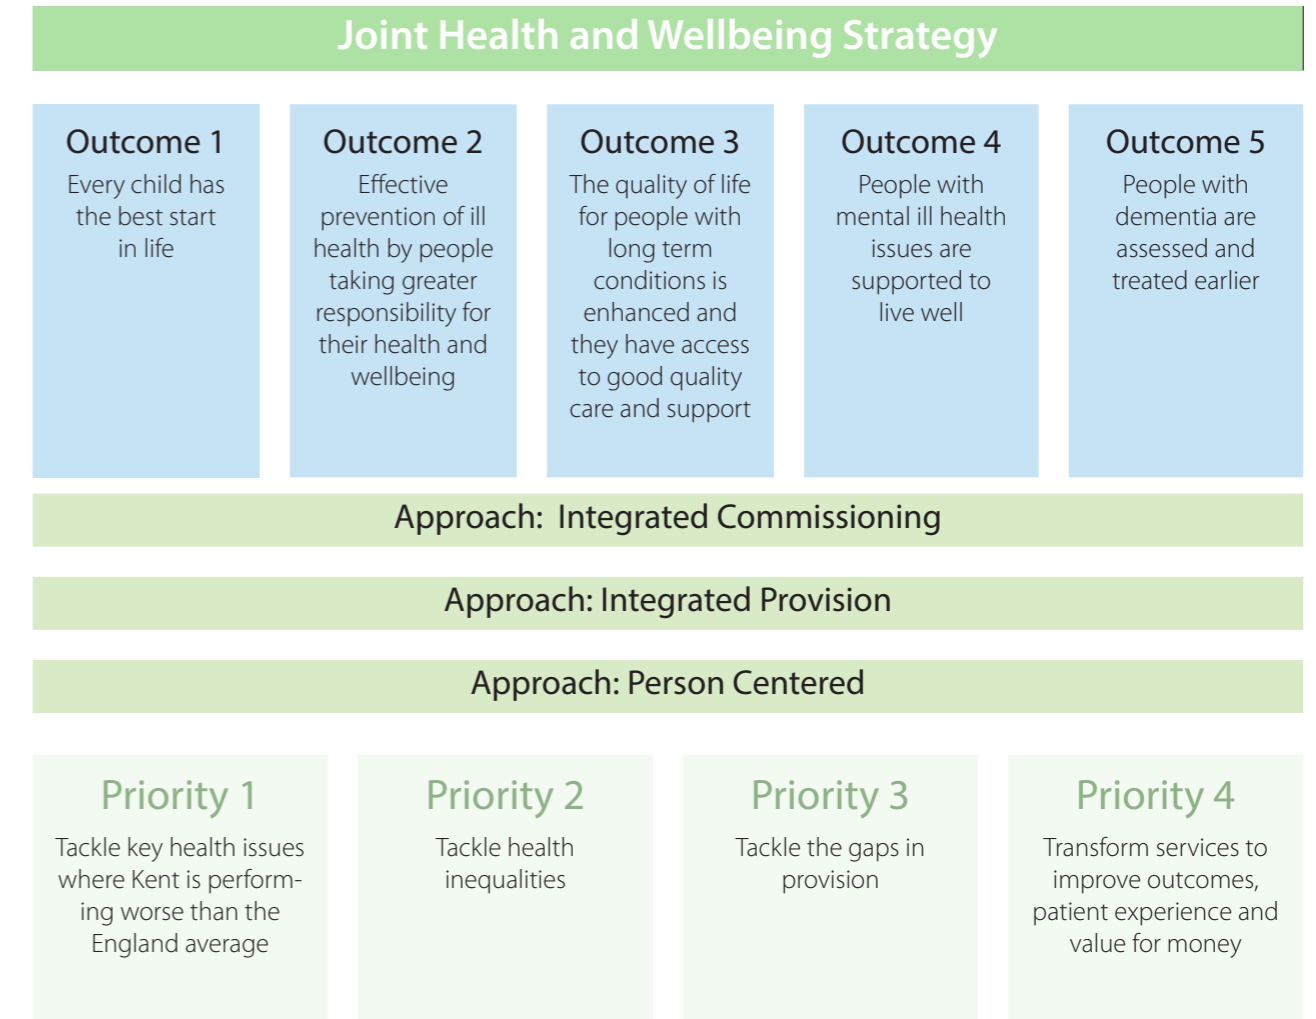 Joint Health and Wellbeing Strategy
Outcome 1
Every child has
the best start
in life
Outcome 2
Effective
prevention of ill
health by people
taking greater
responsibility for
their health and
wellbeing
Outcome 3
The quality of life
for people with
long term
conditions is
enhanced and
they have access
to good quality
care and support
Outcome 4
People with
mental ill health
issues are
supported to
live well
Outcome 5
People with
dementia are
assessed and
treated earlier
Approach:  Integrated Commissioning
Approach: Integrated Provision
Approach: Person Centered
Priority 1
Tackle key health issues
where Kent is perform-
ing worse than the
England average
Priority 2
Tackle health
inequalities
Priority 3
Tackle the gaps in
provision
Priority 4
Transform services to
improve outcomes,
patient experience and
value for money